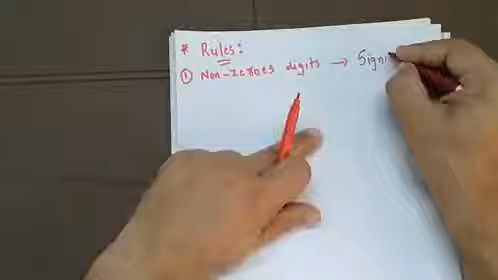 * Rules:
① Non-zeroes digits → Signi